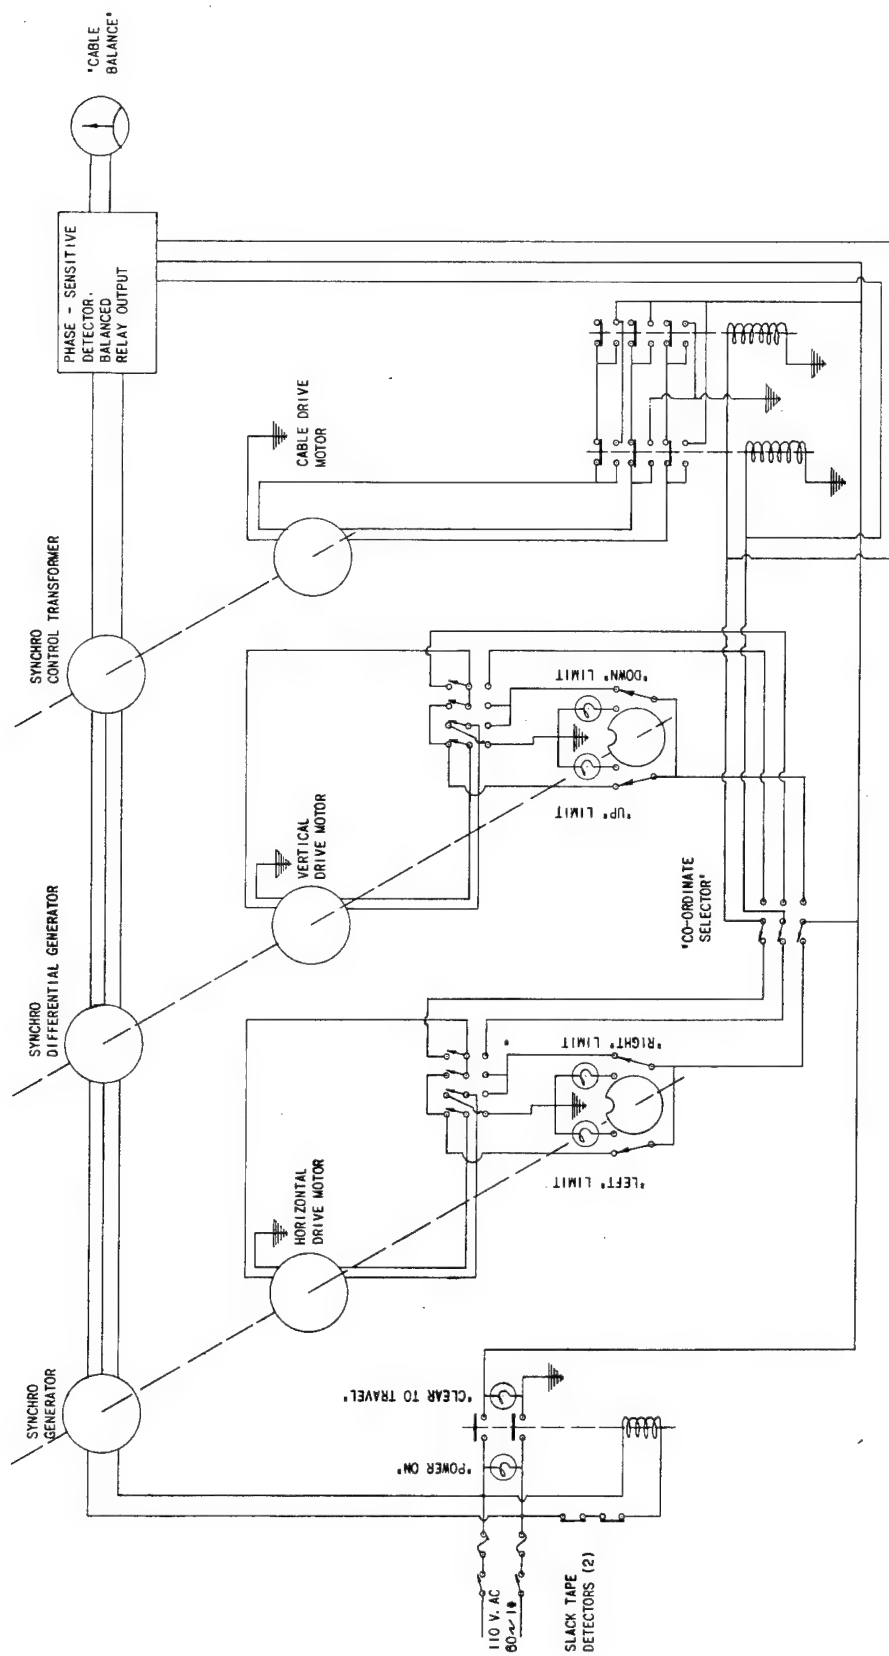 SYNCHRO
GENERATOR
SYNCHRO
DIFFERENTIAL GENERATOR
SYNCHRO
CONTROL TRANSFORMER
PHASE - SENSITIVE
DETECTOR.
BALANCED
RELAY OUTPUT
"CABLE
BALANCE"
HORIZONTAL
DRIVE MOTOR
VERTICAL
DRIVE MOTOR
CABLE DRIVE
MOTOR
"LEFT" LIMIT
"RIGHT" LIMIT
"UP" LIMIT
"DOWN" LIMIT
"CO-ORDINATE
SELECTOR"
"POWER ON"
"CLEAR TO TRAVEL"
110 V. AC
60~1ϕ
SLACK TAPE
DETECTORS (2)